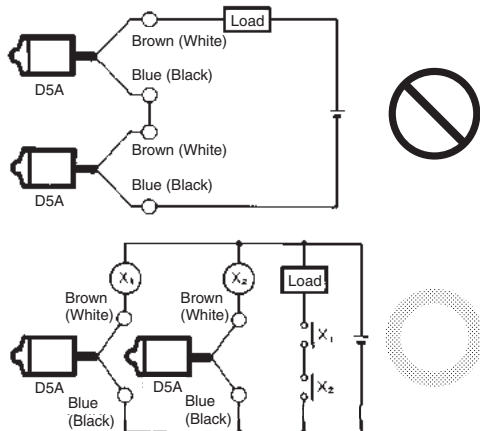 Load
Brown (White)
Blue (Black)
D5A
Brown (White)
Blue (Black)
D5A
X₁
X₂
Load
Brown
(White)
Brown
(White)
X₁
D5A
D5A
X₂
Blue
(Black)
Blue
(Black)